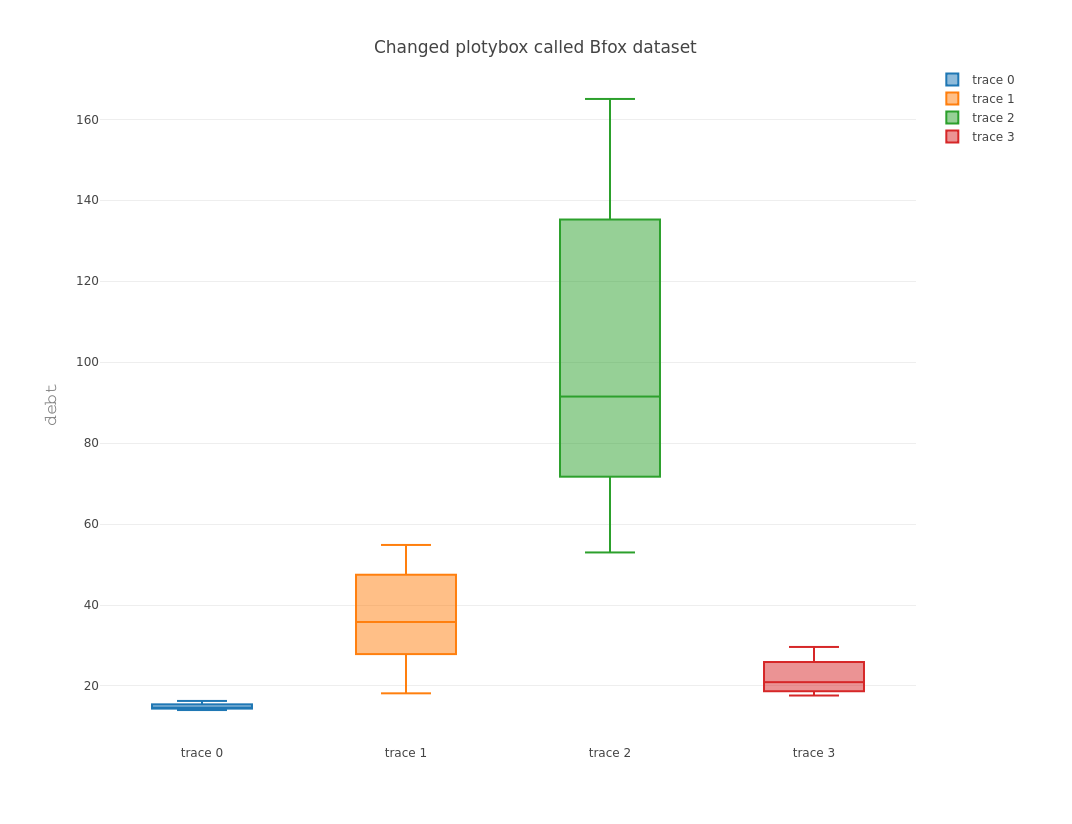 Changed plotybox called Bfox dataset
trace 0
trace 1
trace 2
trace 3
160
140
120
100
80
60
40
20
debt
trace 0
trace 1
trace 2
trace 3